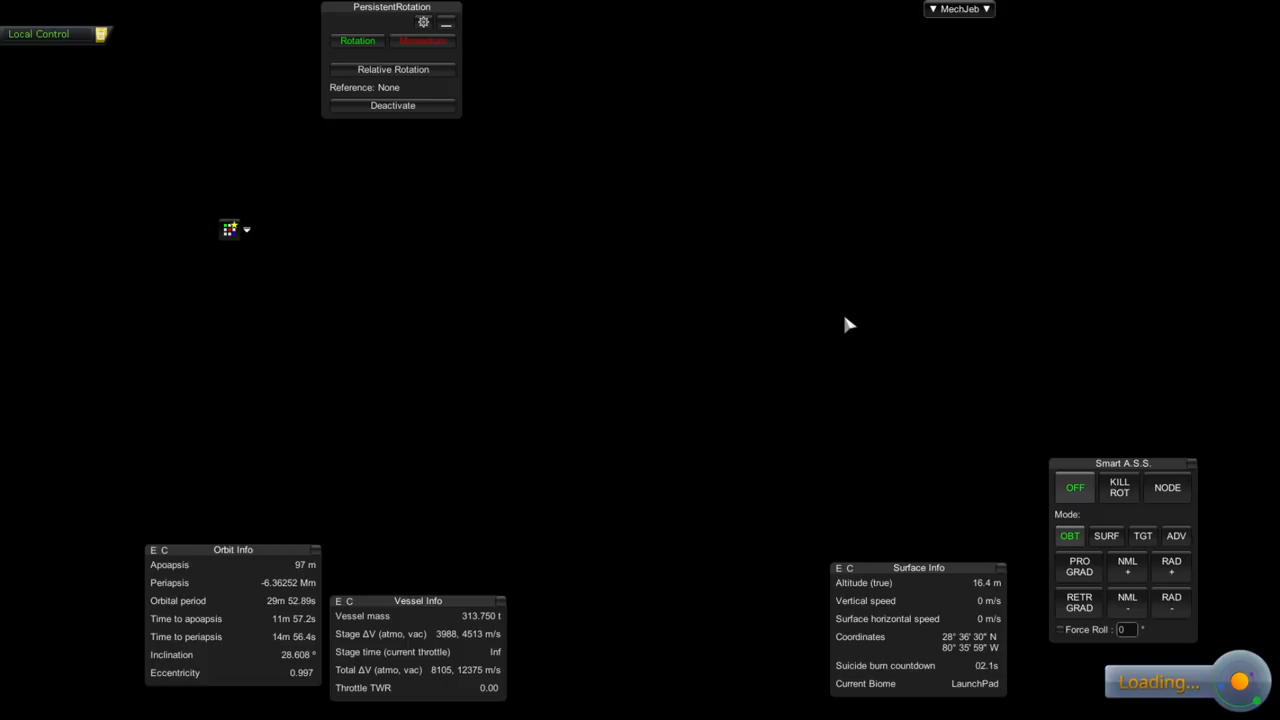 PersistentRotation
▼ MechJeb ▼
Local Control
Rotation Momentum
Relative Rotation
Reference: None
Deactivate
Smart A.S.S.
OFF KILL ROT NODE
Mode:
OBT SURF TGT ADV
PRO GRAD NML + RAD +
RETR GRAD NML - RAD -
Force Roll : 0 °
E C Orbit Info
Apoapsis 97 m
Periapsis -6.36252 Mm
Orbital period 29m 52.89s
Time to apoapsis 11m 57.2s
Time to periapsis 14m 56.4s
Inclination 28.608 º
Eccentricity 0.997
E C Vessel Info
Vessel mass 313.750 t
Stage ΔV (atmo, vac) 3988, 4513 m/s
Stage time (current throttle) Inf
Total ΔV (atmo, vac) 8105, 12375 m/s
Throttle TWR 0.00
E C Surface Info
Altitude (true) 16.4 m
Vertical speed 0 m/s
Surface horizontal speed 0 m/s
Coordinates 28° 36' 30" N
80° 35' 59" W
Suicide burn countdown 02.1s
Current Biome LaunchPad
Loading...